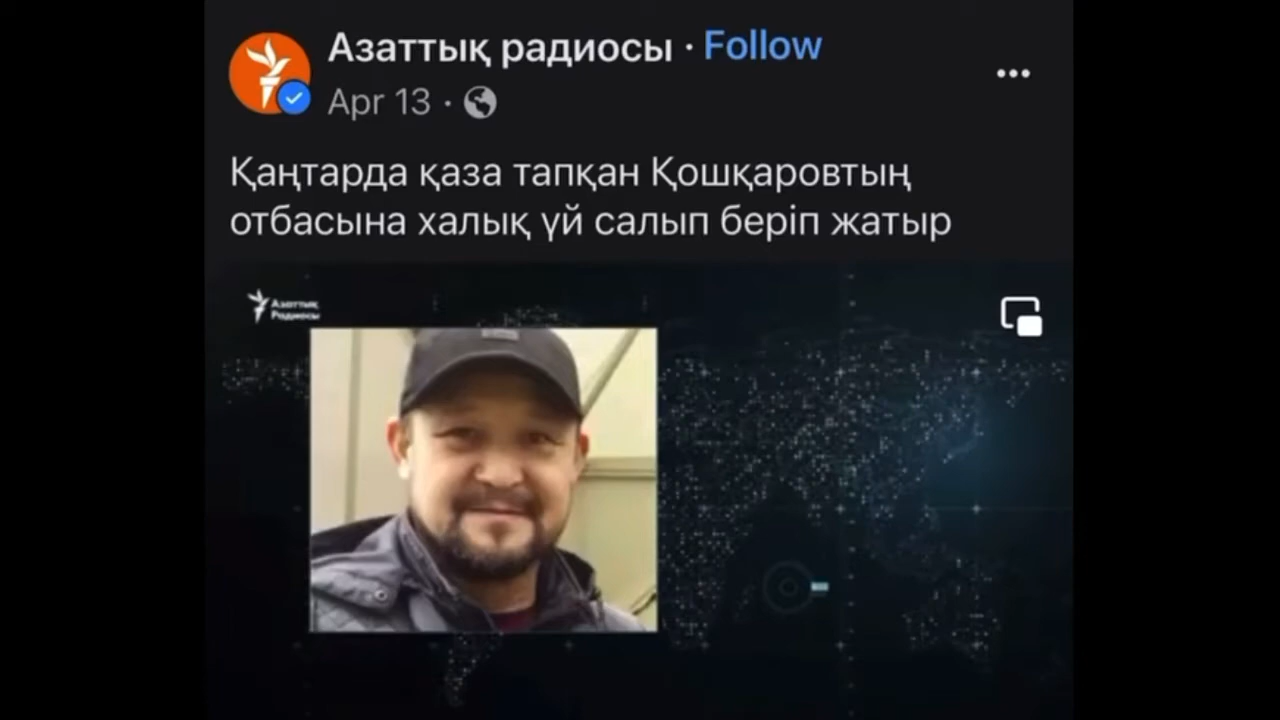 Азаттық радиосы · Follow
Apr 13 ·
Қаңтарда қаза тапқан Қошқаровтың
отбасына халық үй салып беріп жатыр
Азаттық
Радиосы